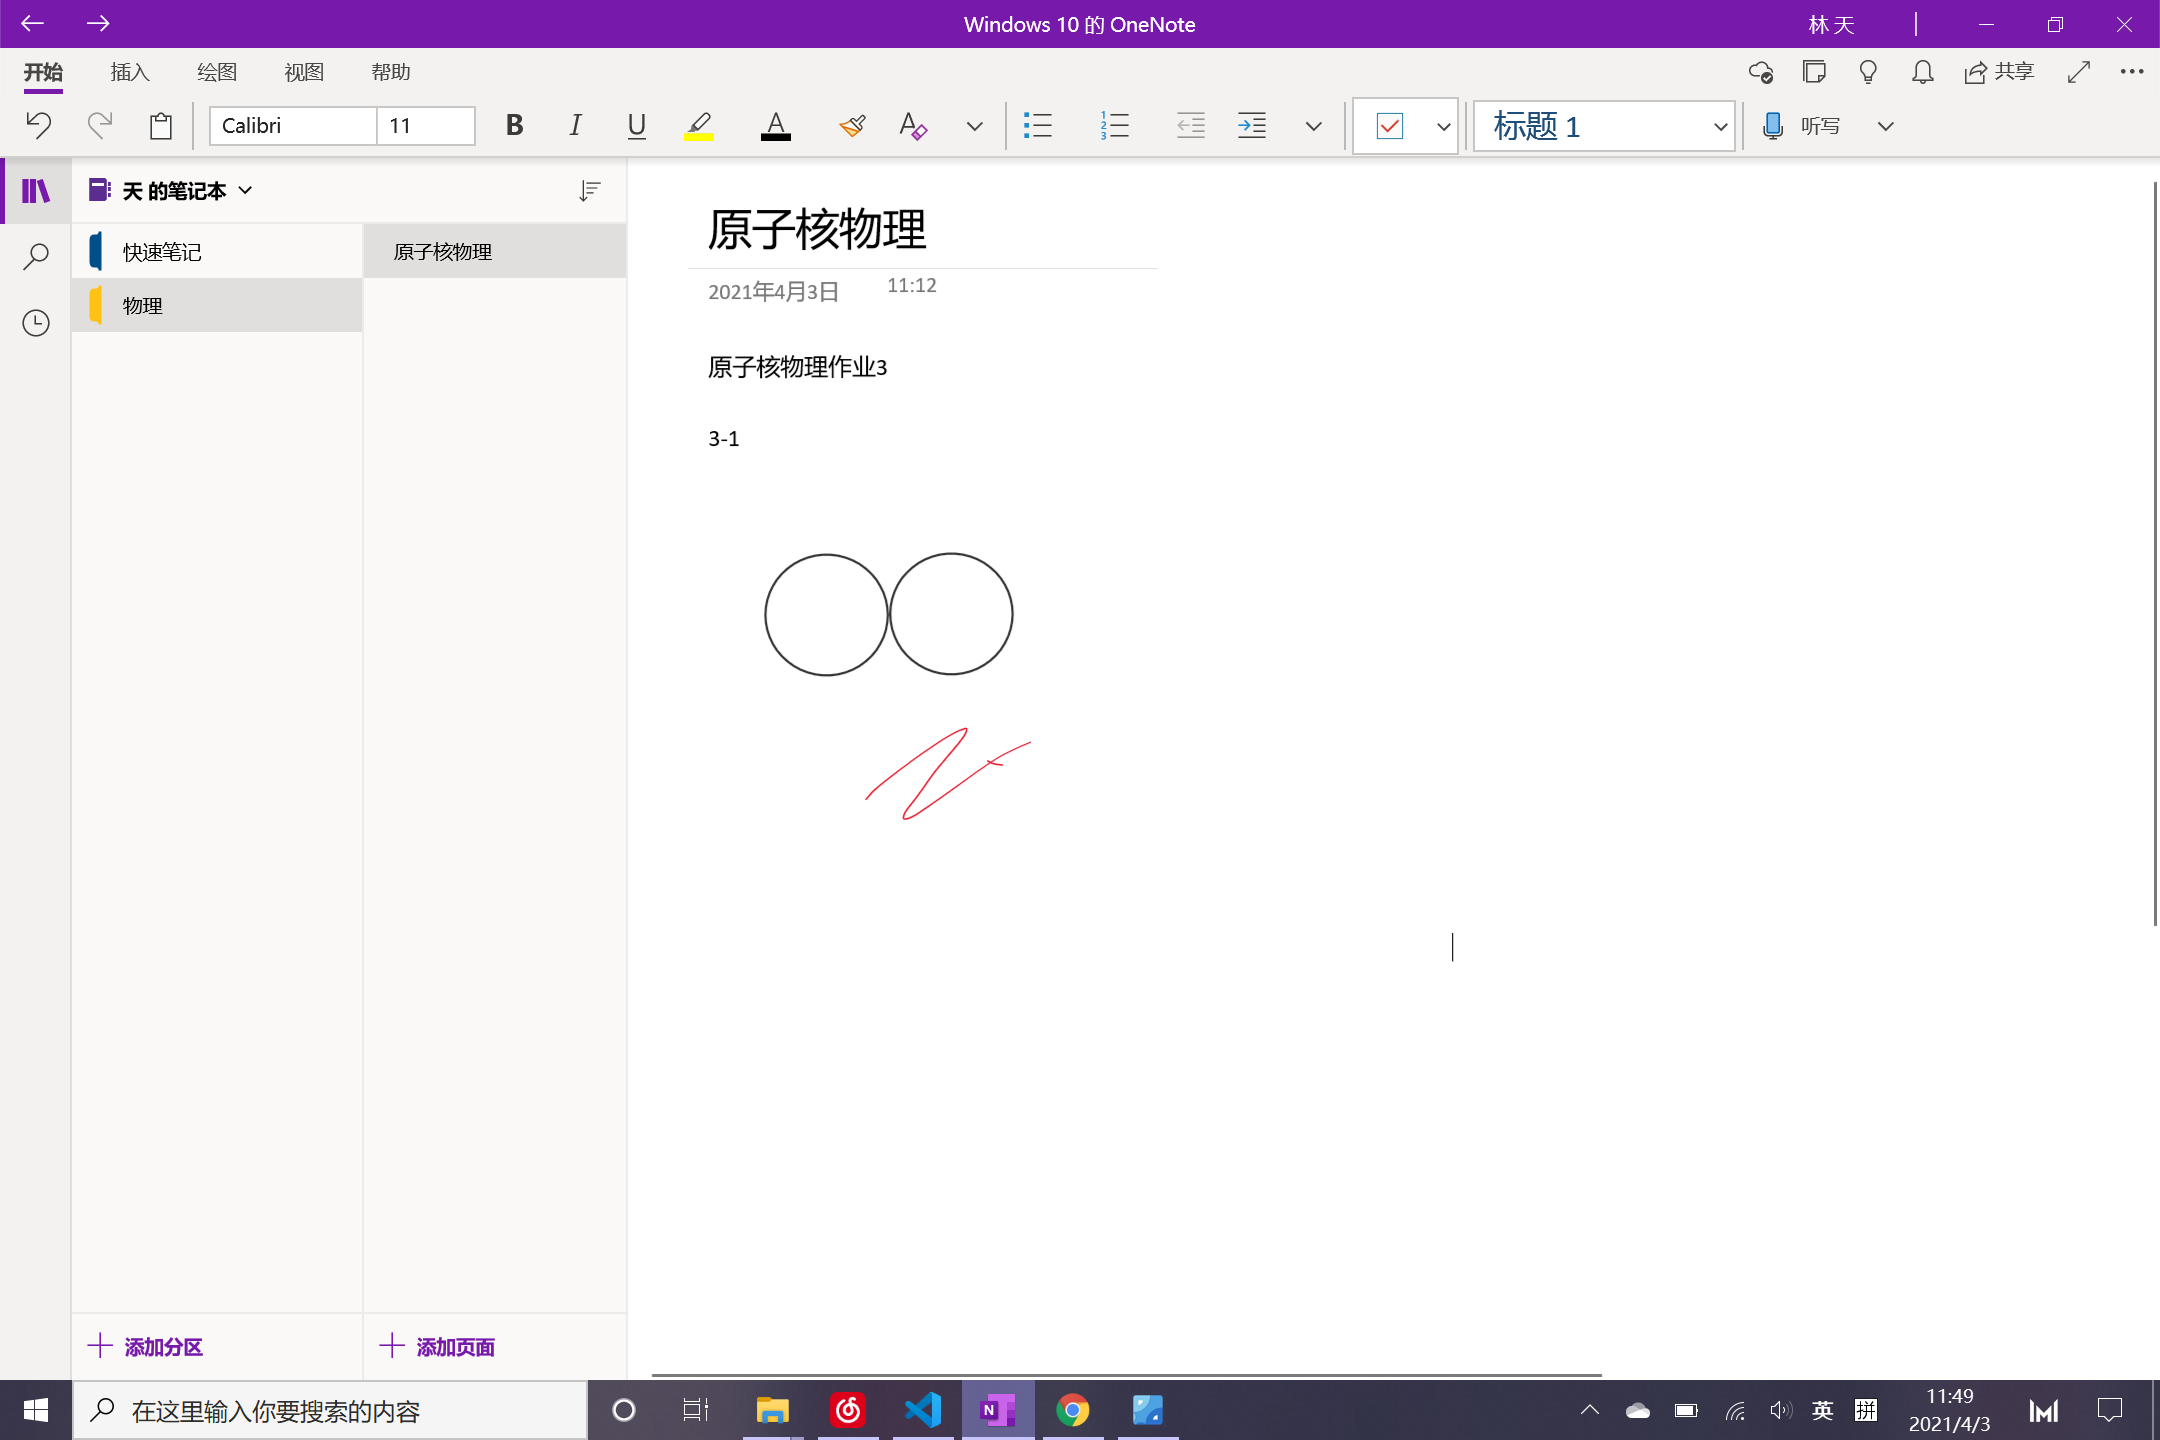 Windows 10 的 OneNote
林 天
开始 插入 绘图 视图 帮助
共享
Calibri 11 B I U A A 标题 1 听写
天 的笔记本
快速笔记
物理
原子核物理
原子核物理
2021年4月3日 11:12
原子核物理作业3
3-1
添加分区 添加页面
在这里输入你要搜索的内容
英 拼
11:49
2021/4/3